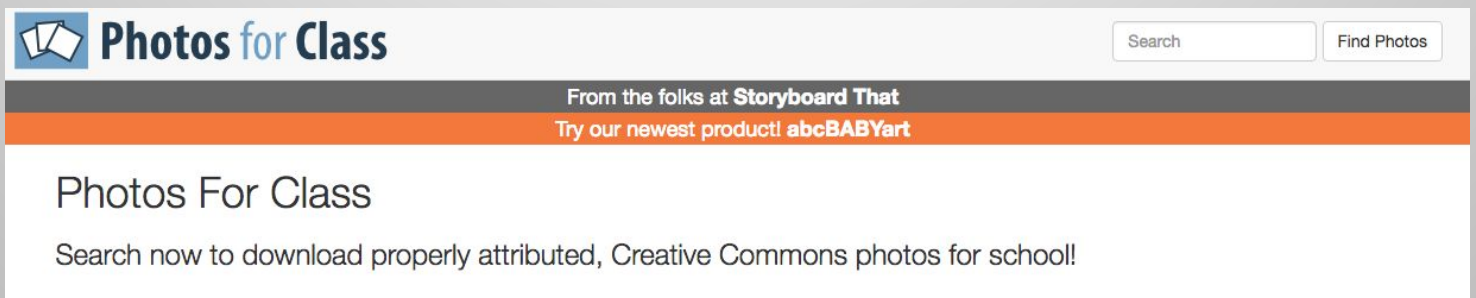 Photos for Class
Search
Find Photos
From the folks at Storyboard That
Try our newest product! abcBABYart
Photos For Class
Search now to download properly attributed, Creative Commons photos for school!